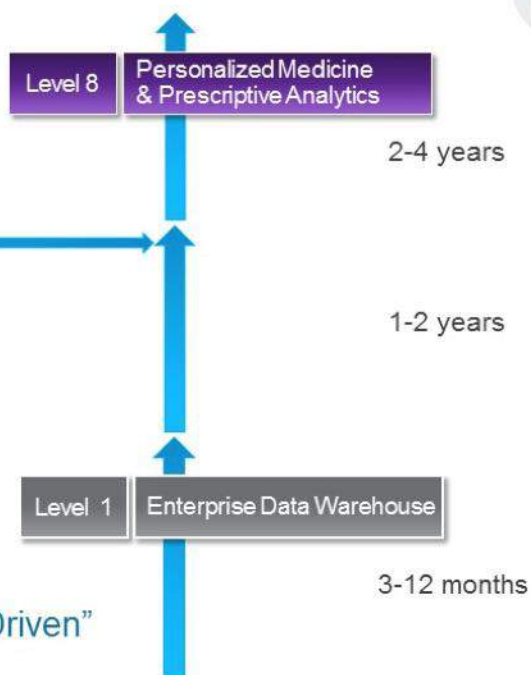 Level 8
Personalized Medicine
& Prescriptive Analytics
2-4 years
1-2 years
Level 1
Enterprise Data Warehouse
3-12 months
Driven”